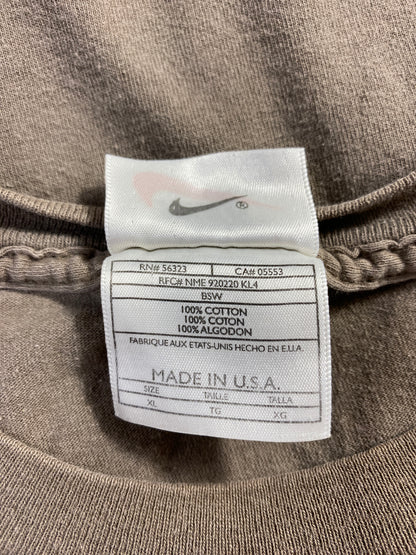 ®
RN# 56323 CA# 05553
RFC# NME 920220 KL4
BSW
100% COTTON
100% COTON
100% ALGODON
FABRIQUE AUX ETATS-UNIS HECHO EN E.U.A.
MADE IN U.S.A.
SIZE TAILLE TALLA
XL TG XG